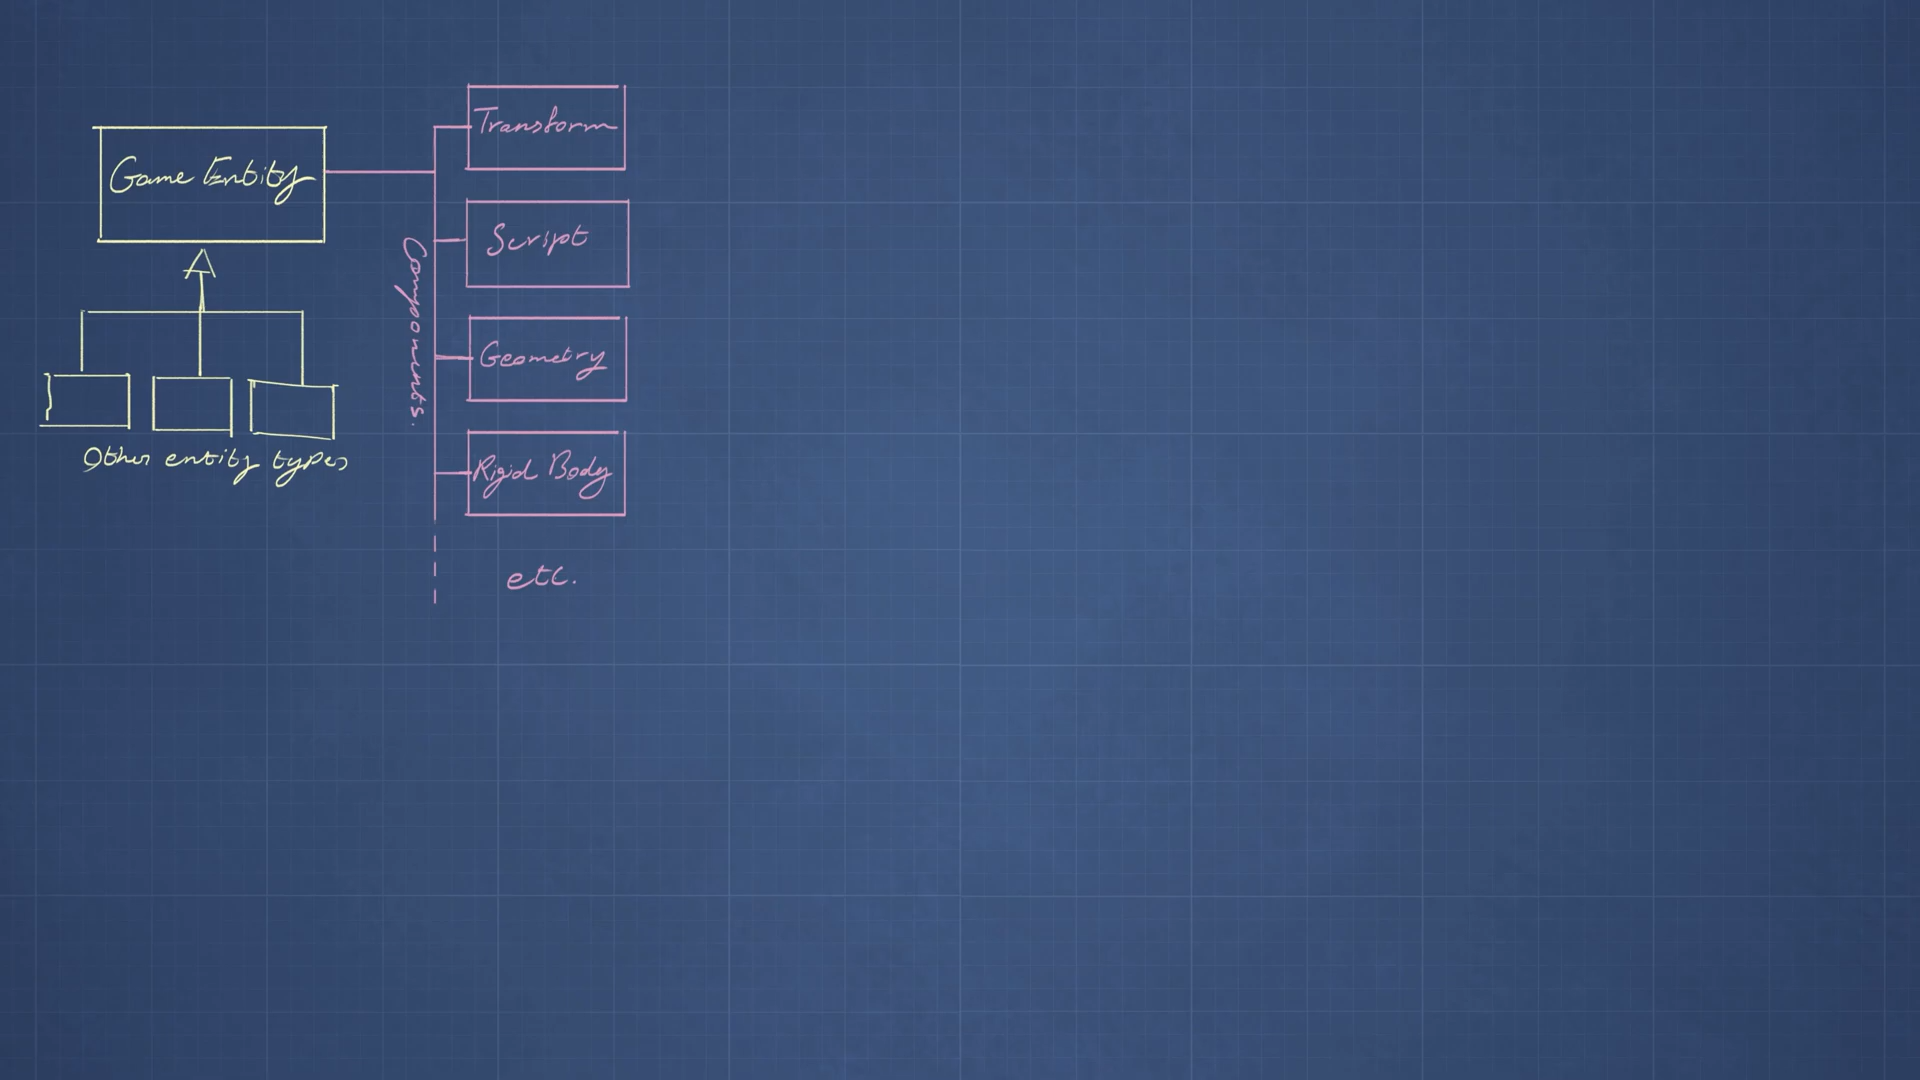 Game Entity
Other entity types
Components.
Transform
Script
Geometry
Rigid Body
etc.